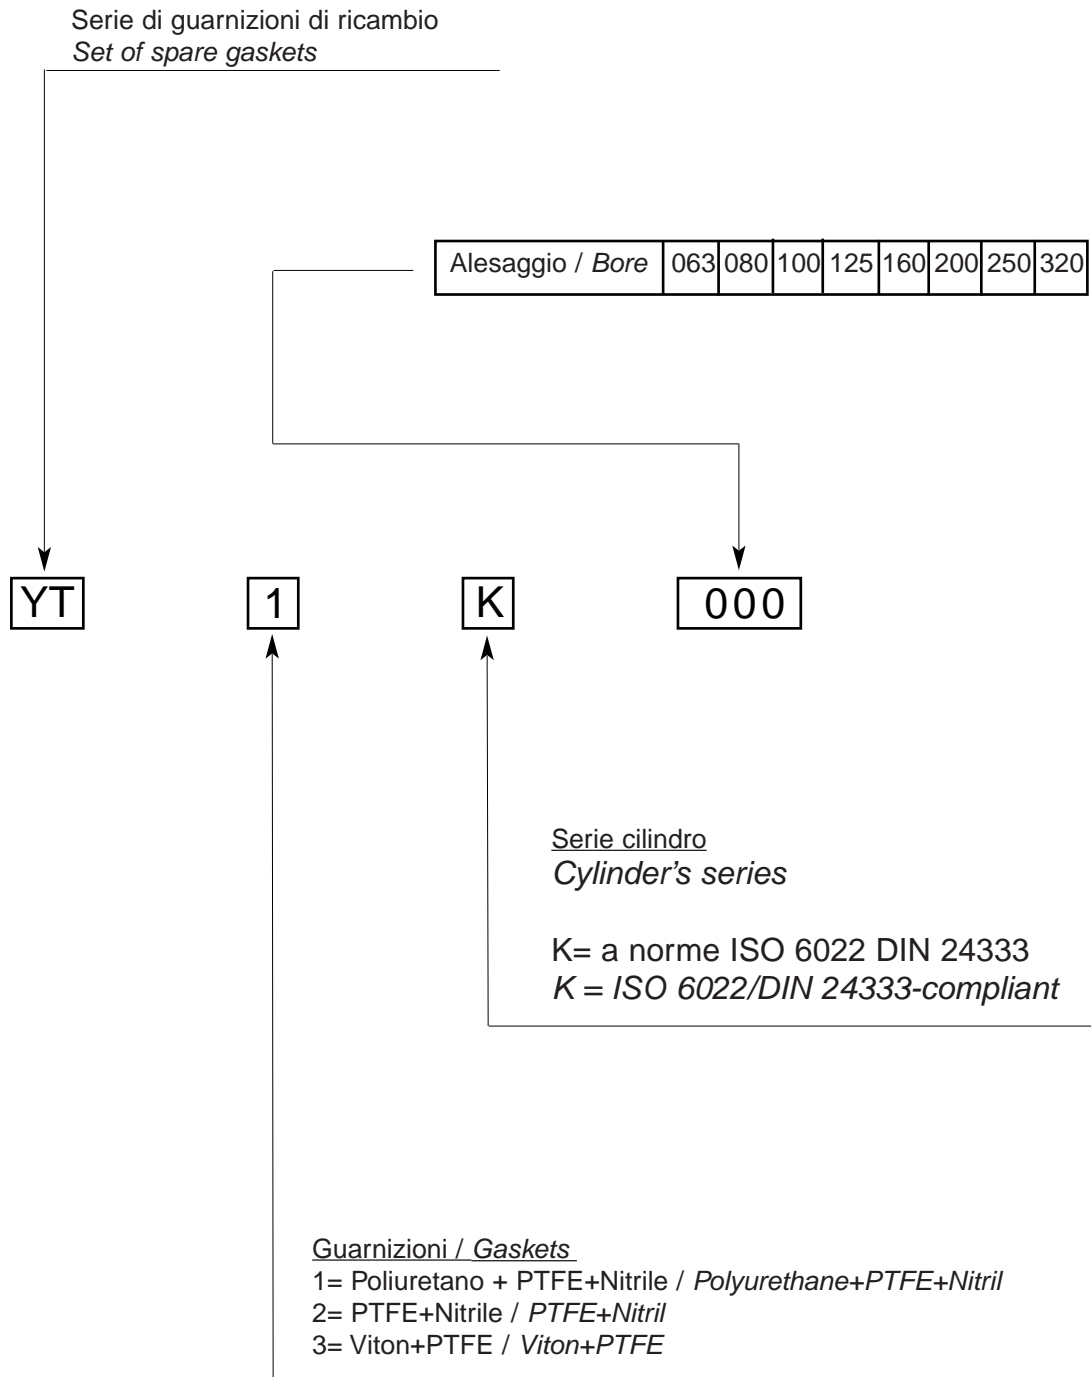 Serie di guarnizioni di ricambio
Set of spare gaskets
Alesaggio / Bore 063 080 100 125 160 200 250 320
YT 1 K 000
Serie cilindro
Cylinder's series
K= a norme ISO 6022 DIN 24333
K = ISO 6022/DIN 24333-compliant
Guarnizioni / Gaskets
1= Poliuretano + PTFE+Nitrile / Polyurethane+PTFE+Nitril
2= PTFE+Nitrile / PTFE+Nitril
3= Viton+PTFE / Viton+PTFE